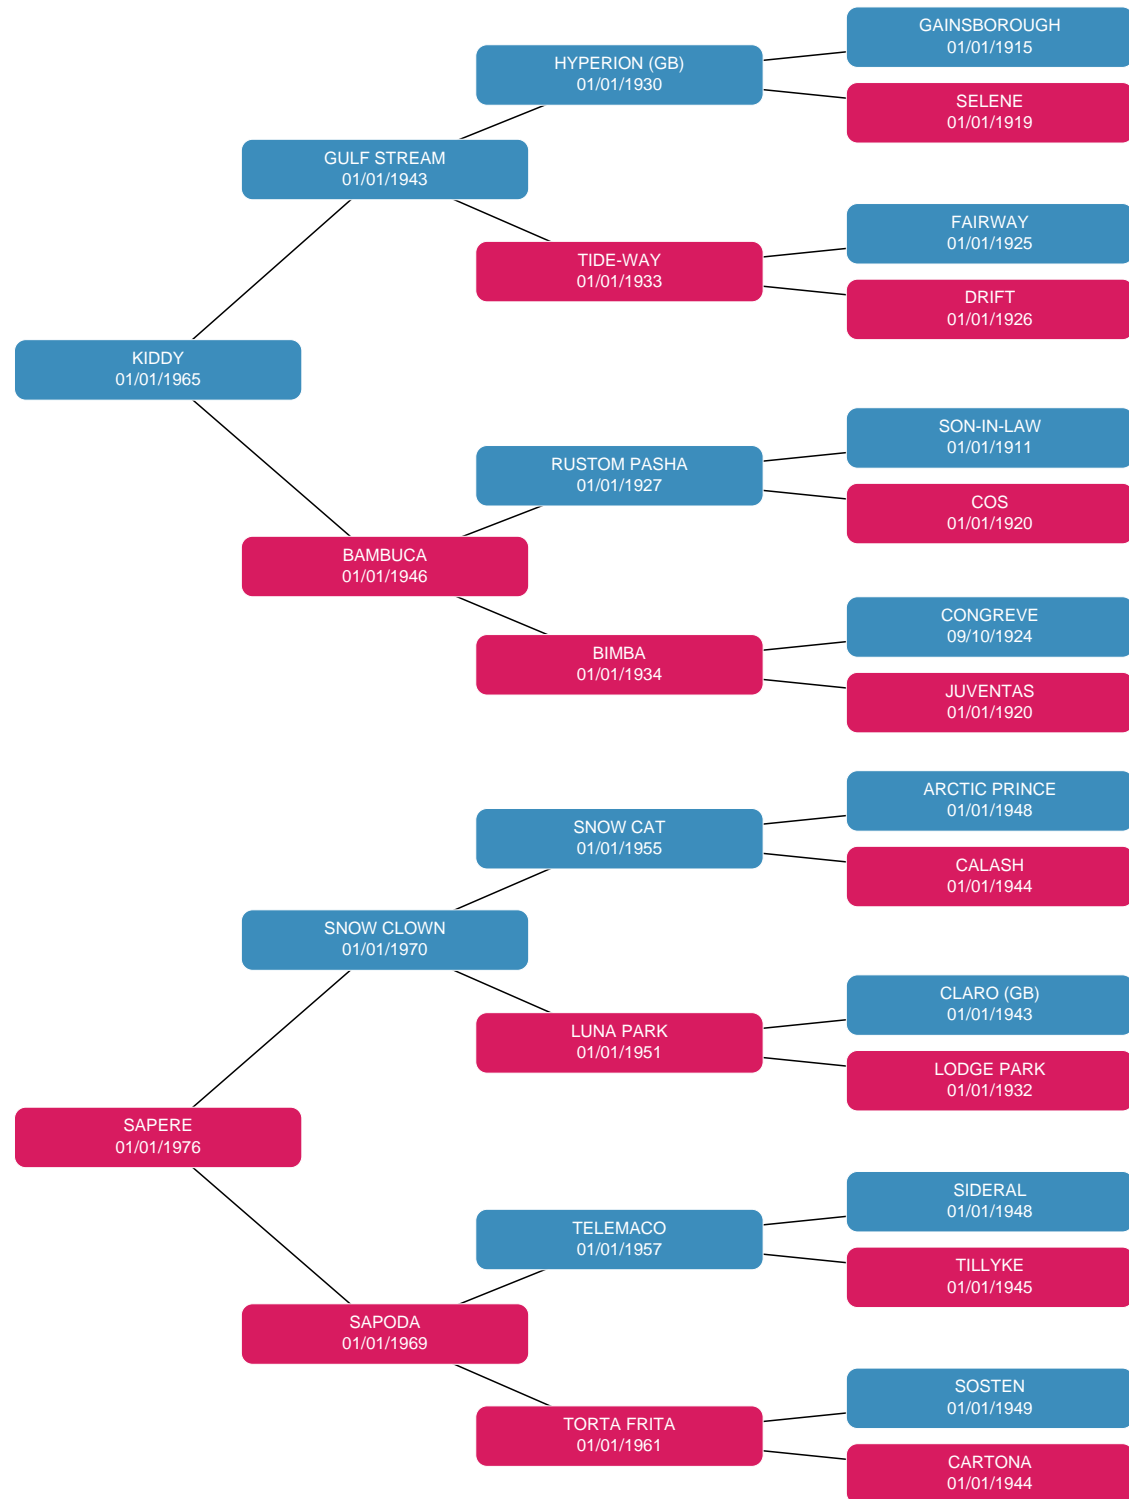 GAINSBOROUGH
01/01/1915
HYPERION (GB)
01/01/1930
SELENE
01/01/1919
GULF STREAM
01/01/1943
FAIRWAY
01/01/1925
TIDE-WAY
01/01/1933
DRIFT
01/01/1926
KIDDY
01/01/1965
SON-IN-LAW
01/01/1911
RUSTOM PASHA
01/01/1927
COS
01/01/1920
BAMBUCA
01/01/1946
CONGREVE
09/10/1924
BIMBA
01/01/1934
JUVENTAS
01/01/1920
ARCTIC PRINCE
01/01/1948
SNOW CAT
01/01/1955
CALASH
01/01/1944
SNOW CLOWN
01/01/1970
CLARO (GB)
01/01/1943
LUNA PARK
01/01/1951
LODGE PARK
01/01/1932
SAPERE
01/01/1976
SIDERAL
01/01/1948
TELEMACO
01/01/1957
TILLYKE
01/01/1945
SAPODA
01/01/1969
SOSTEN
01/01/1949
TORTA FRITA
01/01/1961
CARTONA
01/01/1944